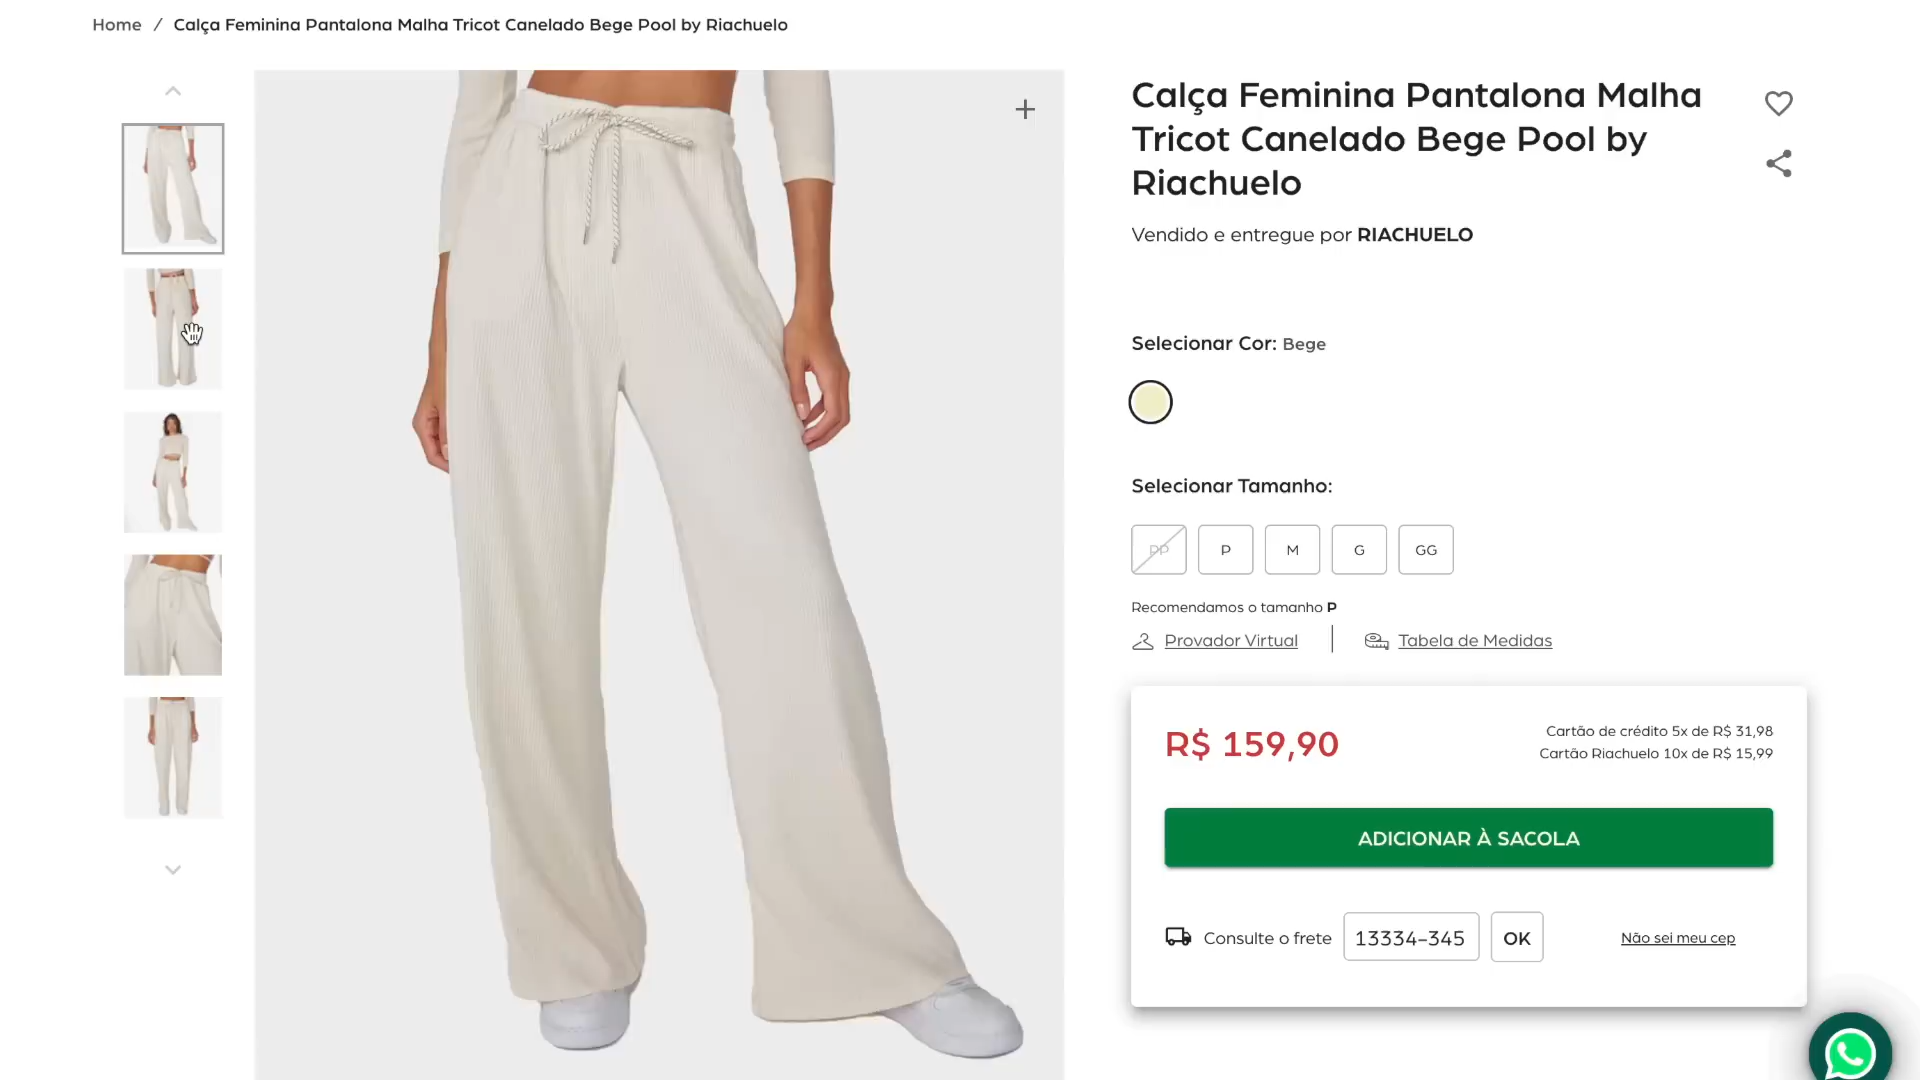 Home / Calça Feminina Pantalona Malha Tricot Canelado Bege Pool by Riachuelo
Calça Feminina Pantalona Malha
Tricot Canelado Bege Pool by
Riachuelo
Vendido e entregue por RIACHUELO
Selecionar Cor: Bege
Selecionar Tamanho:
PP P M G GG
Recomendamos o tamanho P
Provador Virtual | Tabela de Medidas
R$ 159,90
Cartão de crédito 5x de R$ 31,98
Cartão Riachuelo 10x de R$ 15,99
ADICIONAR À SACOLA
Consulte o frete 13334-345 OK Não sei meu cep